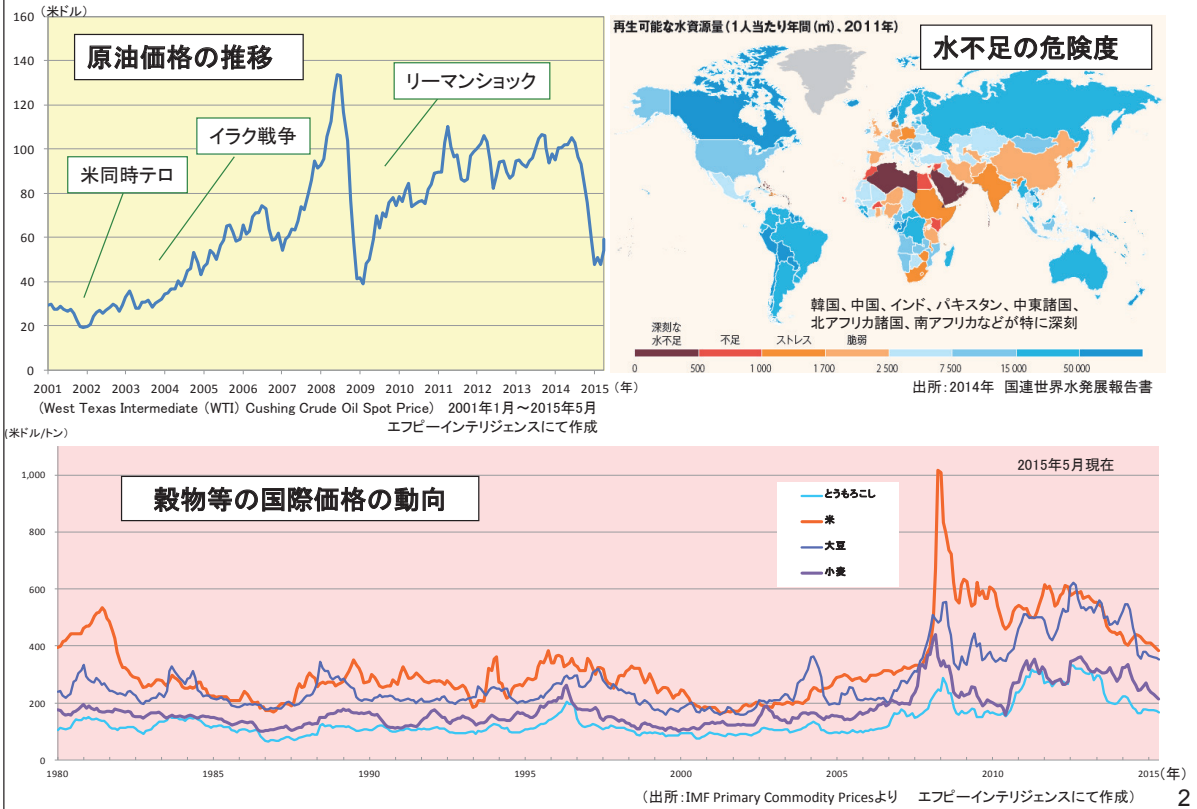 (米ドル)
原油価格の推移
160
140
120
100
80
60
40
20
0
リーマンショック
イラク戦争
米同時テロ
2001 2002 2003 2004 2005 2006 2007 2008 2009 2010 2011 2012 2013 2014 2015 (年)
(West Texas Intermediate (WTI) Cushing Crude Oil Spot Price) 2001年1月～2015年5月
エフピーインテリジェンスにて作成
再生可能な水資源量(1人当たり年間(㎥)、2011年)
水不足の危険度
韓国、中国、インド、パキスタン、中東諸国、
北アフリカ諸国、南アフリカなどが特に深刻
深刻な
水不足 不足 ストレス 脆弱
0 500 1 000 1 700 2 500 7 500 15 000 50 000
出所：2014年 国連世界水発展報告書
(米ドル/トン)
穀物等の国際価格の動向
2015年5月現在
1,000
800
600
400
200
0
とうもろこし
米
大豆
小麦
1980 1985 1990 1995 2000 2005 2010 2015 (年)
(出所：IMF Primary Commodity Pricesより エフピーインテリジェンスにて作成)
2